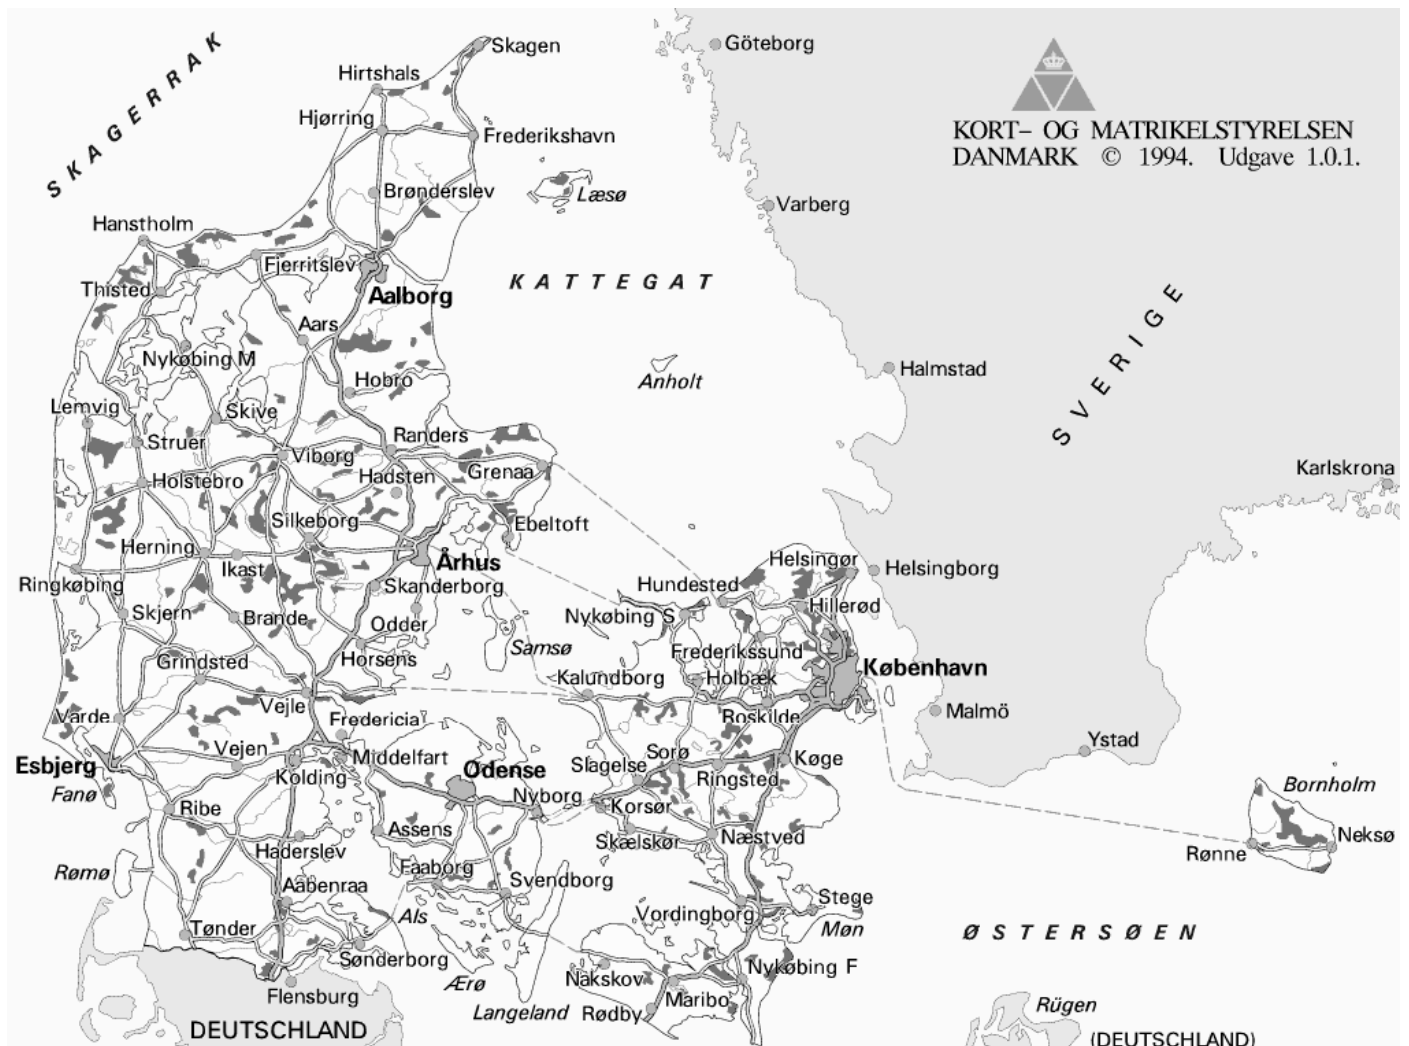 SKAGERRAK
Göteborg
Skagen
Hirtshals
KORT– OG MATRIKELSTYRELSEN
DANMARK © 1994. Udgave 1.0.1.
Hjørring
Frederikshavn
Brønderslev
Læsø
Varberg
Hanstholm
Fjerritslev
KATTEGAT
Thisted
Aalborg
SVERIGE
Aars
Nykøbing M
Hobro
Anholt
Halmstad
Lemvig
Skive
Struer
Randers
Viborg
Grenaa
Karlskrona
Holstebro
Hadsten
Silkeborg
Ebeltoft
Herning
Århus
Helsingør
Helsingborg
Ikast
Ringkøbing
Skanderborg
Hundested
Skjern
Brande
Odder
Nykøbing S
Hillerød
Samsø
Frederikssund
Grindsted
Horsens
København
Kalundborg
Holbæk
Vejle
Malmø
Varde
Fredericia
Roskilde
Ystad
Vejen
Middelfart
Sorø
Esbjerg
Kolding
Odense
Slagelse
Ringsted
Køge
Fanø
Nyborg
Bornholm
Ribe
Korsør
Assens
Skælskør
Næstved
Neksø
Haderslev
Rønne
Rømø
Faaborg
Aabenraa
Svendborg
Stege
Als
Vordingborg
Tønder
Møn
ØSTERSØEN
Sønderborg
Nakskov
Nykøbing F
Ærø
Flensburg
Maribo
Langeland
Rødby
Rügen
DEUTSCHLAND
(DEUTSCHLAND)